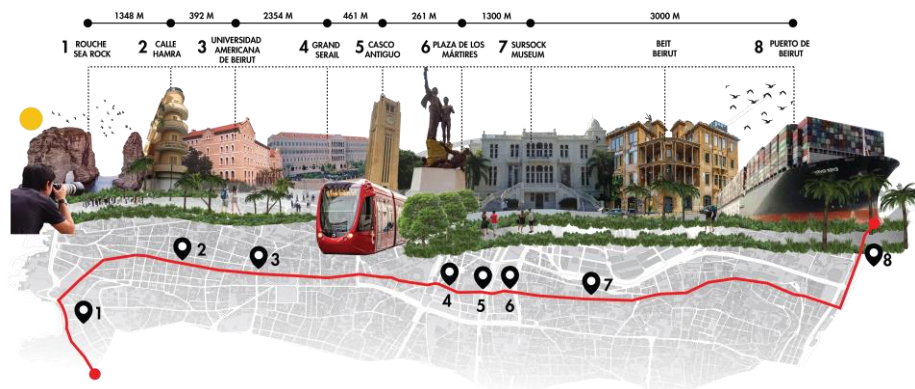 1348 M 392 M 2354 M 461 M 261 M 1300 M 3000 M
1 ROUCHE
SEA ROCK
2 CALLE
HAMRA
3 UNIVERSIDAD
AMERICANA
DE BEIRUT
4 GRAND
SERAIL
5 CASCO
ANTIGUO
6 PLAZA DE LOS
MÁRTIRES
7 SURSOCK
MUSEUM
BEIT
BEIRUT
8 PUERTO DE
BEIRUT
1
2
3
4
5
6
7
8